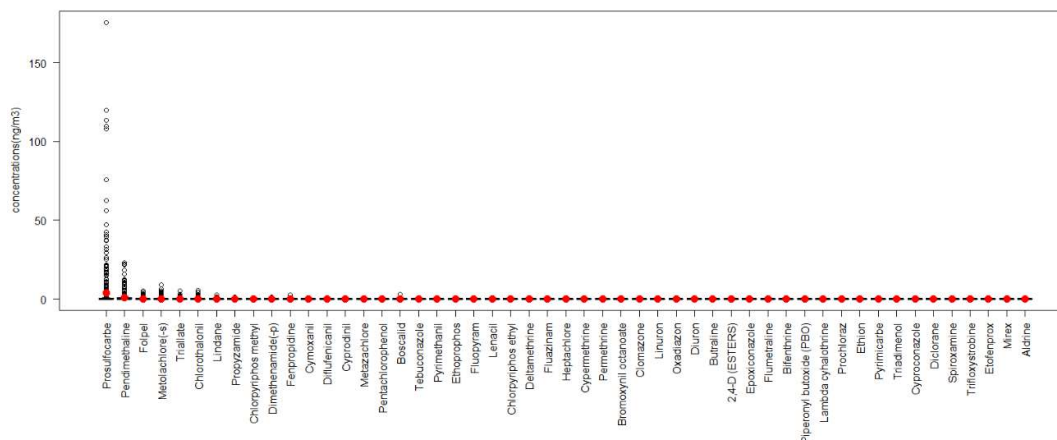 concentrations(ng/m3)
150
100
50
0
Prosulfocarbe
Pendimethaline
Folpel
Metolachlore(-s)
Triallate
Chlorothalonil
Lindane
Propyzamide
Chlorpyriphos methyl
Dimethenamide(-p)
Fenpropidine
Cymoxanil
Diflufenicanil
Cyprodinil
Metazachlore
Pentachlorophenol
Boscalid
Tebuconazole
Pyrimethanil
Ethoprophos
Fluopyram
Lenacil
Chlorpyriphos ethyl
Deltamethrine
Fluazinam
Heptachlore
Cypermethrine
Permethrine
Bromoxynil octanoate
Clomazone
Linuron
Oxadiazon
Diuron
Butraline
2,4-D (ESTERS)
Epoxiconazole
Flumetraline
Bifenthrine
Piperonyl butoxide (PBO)
Lambda cyhalothrine
Prochloraz
Ethion
Pyrimicarbe
Triadimenol
Cyproconazole
Diclorane
Spiroxamine
Trifloxystrobine
Etofenprox
Mirex
Aldrine